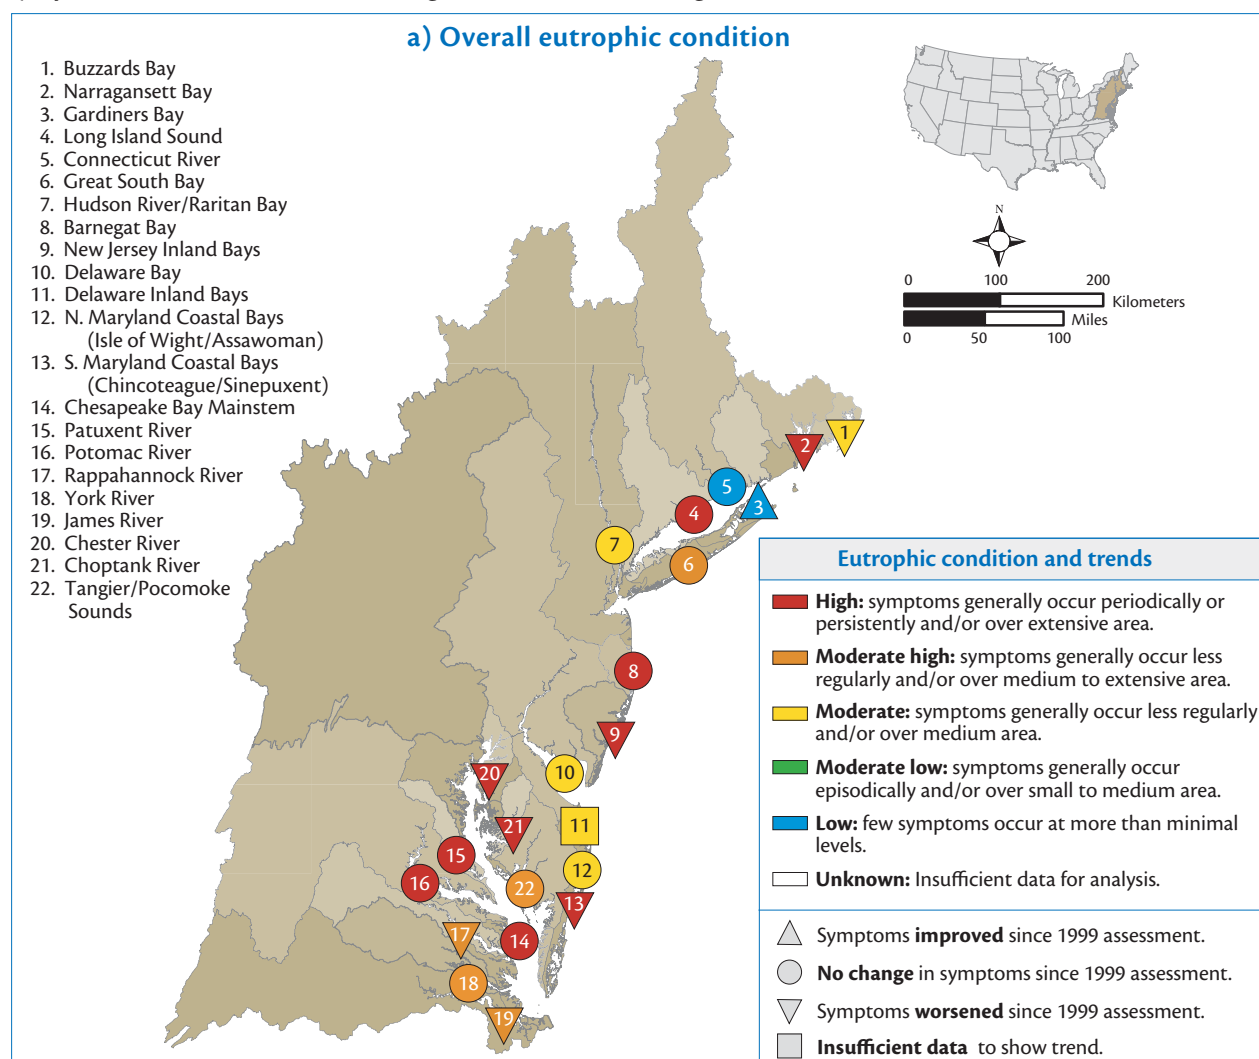 a) Overall eutrophic condition
1. Buzzards Bay
2. Narragansett Bay
3. Gardiners Bay
4. Long Island Sound
5. Connecticut River
6. Great South Bay
7. Hudson River/Raritan Bay
8. Barnegat Bay
9. New Jersey Inland Bays
10. Delaware Bay
11. Delaware Inland Bays
12. N. Maryland Coastal Bays
(Isle of Wight/Assawoman)
13. S. Maryland Coastal Bays
(Chincoteague/Sinepuxent)
14. Chesapeake Bay Mainstem
15. Patuxent River
16. Potomac River
17. Rappahannock River
18. York River
19. James River
20. Chester River
21. Choptank River
22. Tangier/Pocomoke
Sounds
N
0 100 200
Kilometers
Miles
0 50 100
1
2
5
3
4
7
6
8
9
10
20
11
21
15
12
16
22
13
17
14
18
19
Eutrophic condition and trends
High: symptoms generally occur periodically or
persistently and/or over extensive area.
Moderate high: symptoms generally occur less
regularly and/or over medium to extensive area.
Moderate: symptoms generally occur less regularly
and/or over medium area.
Moderate low: symptoms generally occur
episodically and/or over small to medium area.
Low: few symptoms occur at more than minimal
levels.
Unknown: Insufficient data for analysis.
Symptoms improved since 1999 assessment.
No change in symptoms since 1999 assessment.
Symptoms worsened since 1999 assessment.
Insufficient data to show trend.